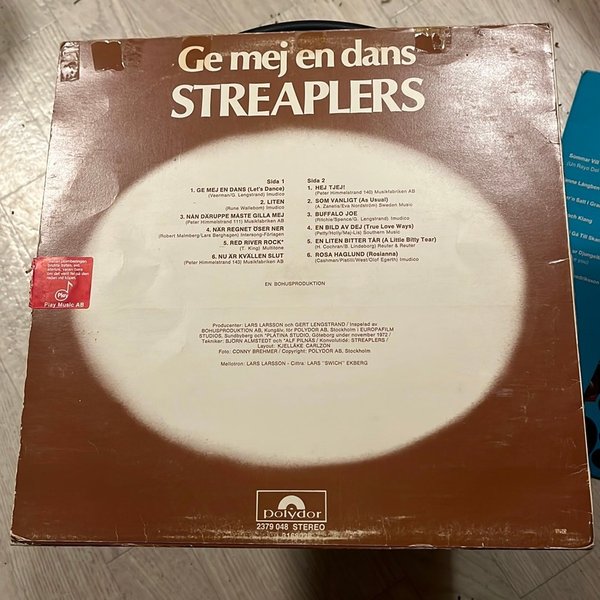 Ge mej en dans
STREAPLERS
Sida 1
1. GE MEJ EN DANS (Let's Dance)
(Veerman/G. Lengstrand) Imudico
2. LITEN
(Rune Wallebom) Imudico
3. NÅN DÄRUPPE MÅSTE GILLA MEJ
(Peter Himmelstrand 111) Musikfabriken AB
4. NÄR REGNET ÖSER NER
(Robert Malmberg/Lars Berghagen) Intersong-Förlagen
5. RED RIVER ROCK*
(T. King) Multitone
6. NU ÄR KVÄLLEN SLUT
(Peter Himmelstrand 143) Musikfabriken AB
Sida 2
1. HEJ TJEJ!
(Peter Himmelstrand 140) Musikfabriken AB
2. SOM VANLIGT (As Usual)
(A. Zanetis/Eva Nordström) Sweden Music
3. BUFFALO JOE
(Ritchie/Spance/G. Lengstrand) Imudico
4. EN BILD AV DEJ (True Love Ways)
(Petty/Holly/Maj-Lis) Southern Music
5. EN LITEN BITTER TÅR (A Little Bitty Tear)
(H. Cochran/B. Lindeborg) Reuter & Reuter
6. ROSA HAGLUND (Rosianna)
(Cashman/Pistilli/West/Olof Egerth) Imudico
EN BOHUSPRODUKTION
Producenter: LARS LARSSON och GERT LENGSTRAND/Inspelad av
BOHUSPRODUKTION AB, Kungälv, för POLYDOR AB, Stockholm i EUROPAFILM
STUDIOS, Sundbyberg och *PLATINA STUDIO, Göteborg under november 1972 /
Tekniker: BJÖRN ALMSTEDT och *ALF PILNÄS / Konvolutidé: STREAPLERS /
Layout: KJELLÅKE CARLZON
Foto: CONNY BREHMER / Copyright: POLYDOR AB, Stockholm
Mellotron: LARS LARSSON - Cittra: LARS "SWICH" EKBERG
Play
Play Music AB
polydor
2379 048 STEREO
Sommar Vil